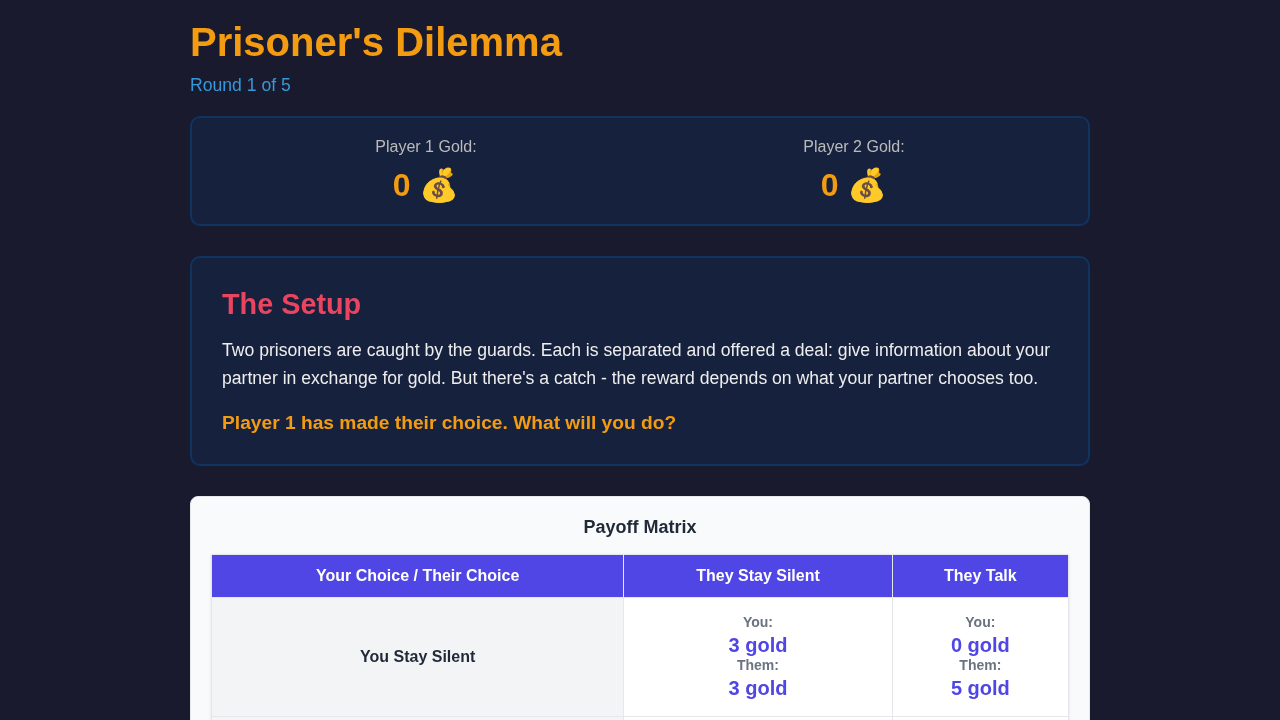 Prisoner's Dilemma
Round 1 of 5
Player 1 Gold:
0 💰
Player 2 Gold:
0 💰
The Setup
Two prisoners are caught by the guards. Each is separated and offered a deal: give information about your
partner in exchange for gold. But there's a catch - the reward depends on what your partner chooses too.
Player 1 has made their choice. What will you do?
Payoff Matrix
Your Choice / Their Choice
They Stay Silent
They Talk
You Stay Silent
You:
3 gold
Them:
3 gold
You:
0 gold
Them:
5 gold